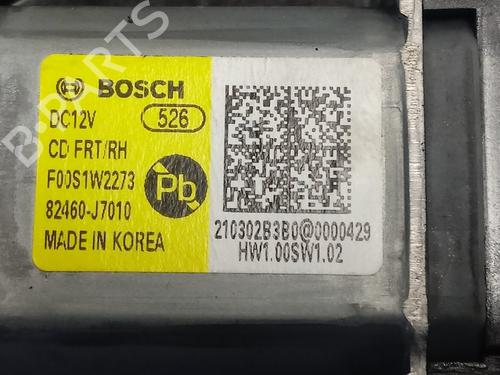 BOSCH
DC12V 526
CD FRT/RH
F00S1W2273
Pb
82460-J7010
MADE IN KOREA
210302B3B0@0000429
HW1.00SW1.02
B-PARTS